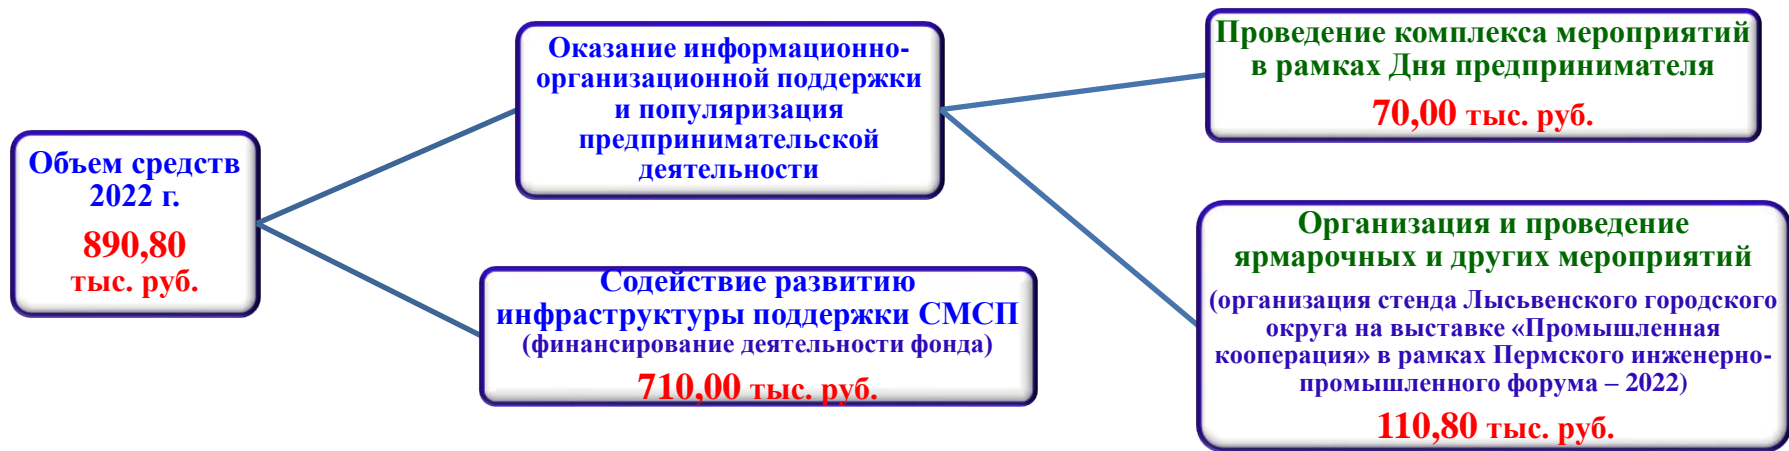 Объем средств
2022 г.
890,80
тыс. руб.
Оказание информационно-
организационной поддержки
и популяризация
предпринимательской
деятельности
Содействие развитию
инфраструктуры поддержки СМСП
(финансирование деятельности фонда)
710,00 тыс. руб.
Проведение комплекса мероприятий
в рамках Дня предпринимателя
70,00 тыс. руб.
Организация и проведение
ярмарочных и других мероприятий
(организация стенда Лысьвенского городского
округа на выставке «Промышленная
кооперация» в рамках Пермского инженерно-
промышленного форума – 2022)
110,80 тыс. руб.